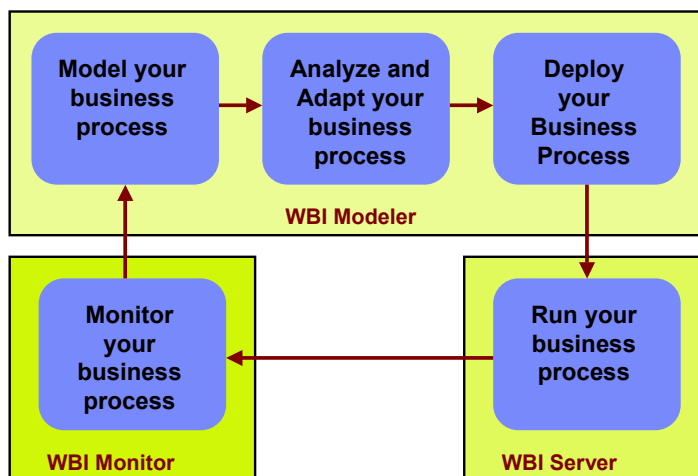 Model your
business
process
Analyze and
Adapt your
business
process
Deploy
your
Business
Process
WBI Modeler
Monitor
your
business
process
WBI Monitor
Run your
business
process
WBI Server